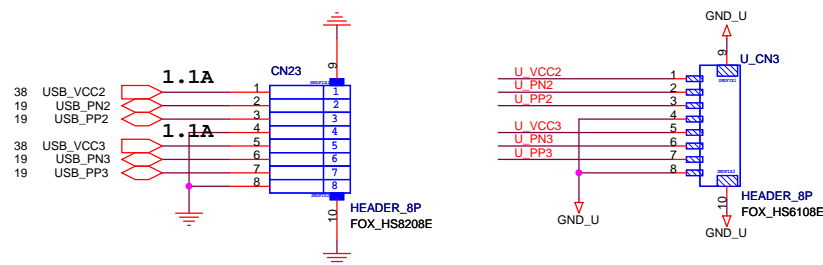 GND_U
CN23
U_CN3
9
9
1.1A
38 USB_VCC2 1 1
19 USB_PN2 2 2
19 USB_PP2 3 3
1.1A 4 4
38 USB_VCC3 5 5
19 USB_PN3 6 6
19 USB_PP3 7 7
8 8
U_VCC2 1
U_PN2 2
U_PP2 3
4
U_VCC3 5
U_PN3 6
U_PP3 7
8
10
HEADER_8P
FOX_HS8208E
10
HEADER_8P
FOX_HS6108E
GND_U
GND_U